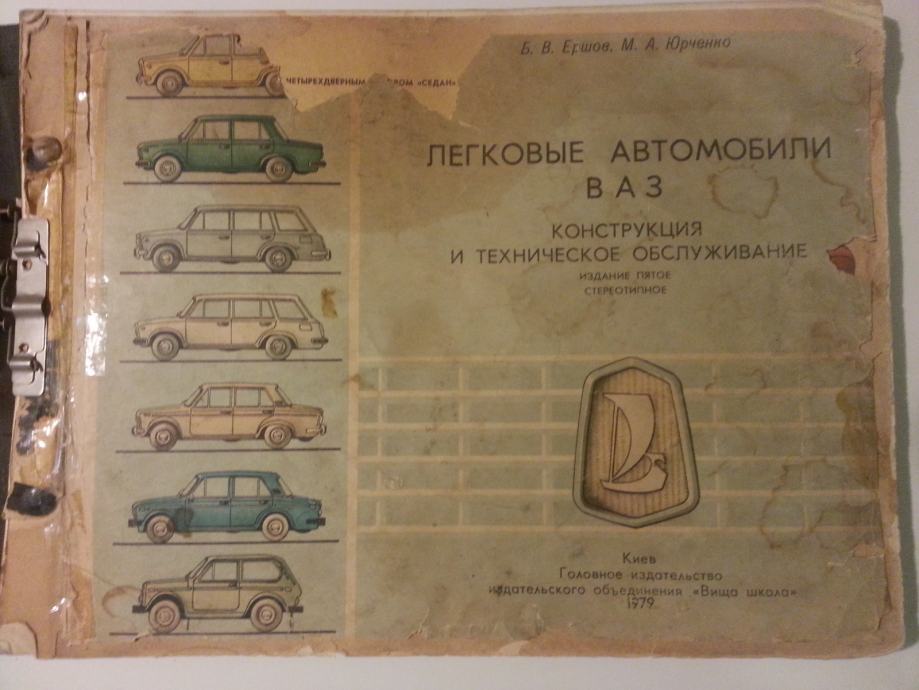 Б. В. Ершов, М. А. Юрченко
ЧЕТЫРЕХДВЕРНЫМ ОМ «СЕДАН»
ЛЕГКОВЫЕ АВТОМОБИЛИ
ВАЗ
КОНСТРУКЦИЯ
И ТЕХНИЧЕСКОЕ ОБСЛУЖИВАНИЕ
ИЗДАНИЕ ПЯТОЕ
СТЕРЕОТИПНОЕ
Киев
Головное издательство
издательского объединения «Вища школа»
1979